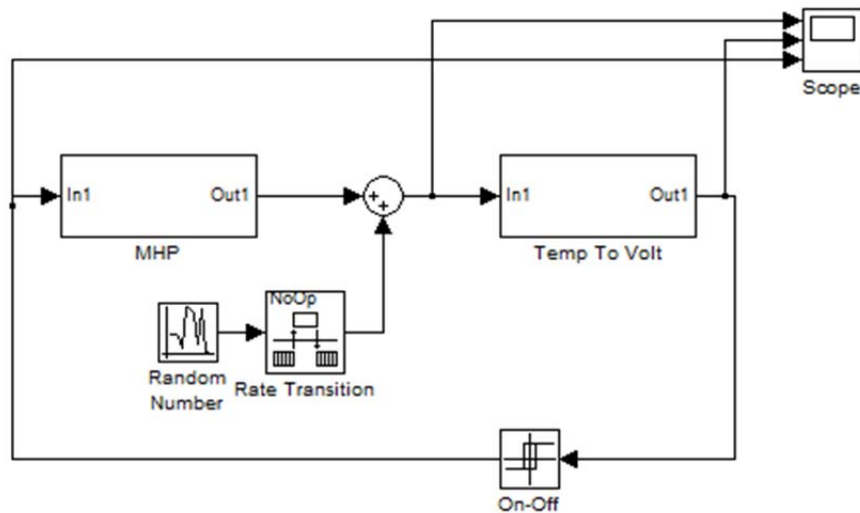 Scope
In1
Out1
MHP
+
+
In1
Out1
Temp To Volt
NoOp
Random
Number
Rate Transition
On-Off